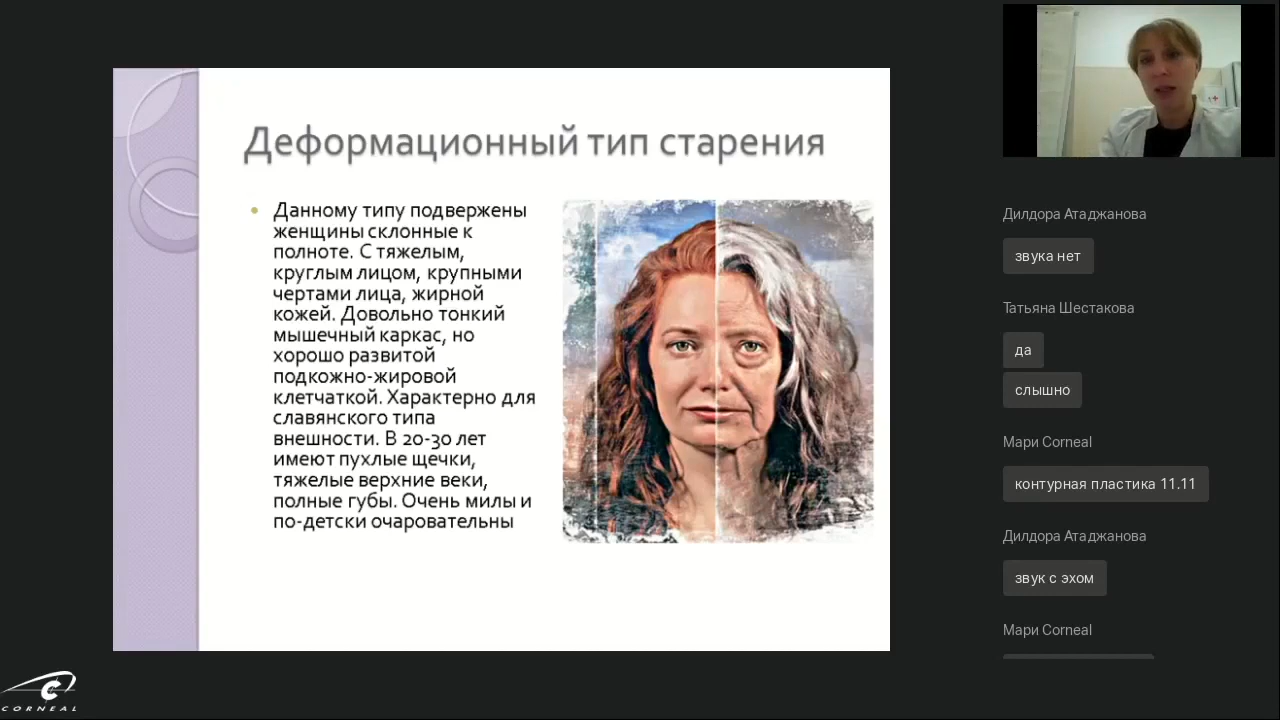 Деформационный тип старения
Данному типу подвержены
женщины склонные к
полноте. С тяжелым,
круглым лицом, крупными
чертами лица, жирной
кожей. Довольно тонкий
мышечный каркас, но
хорошо развитой
подкожно-жировой
клетчаткой. Характерно для
славянского типа
внешности. В 20-30 лет
имеют пухлые щечки,
тяжелые верхние веки,
полные губы. Очень милы и
по-детски очаровательны
Дилдора Атаджанова
звука нет
Татьяна Шестакова
да
слышно
Мари Corneal
контурная пластика 11.11
Дилдора Атаджанова
звук с эхом
Мари Corneal
CORNEAL